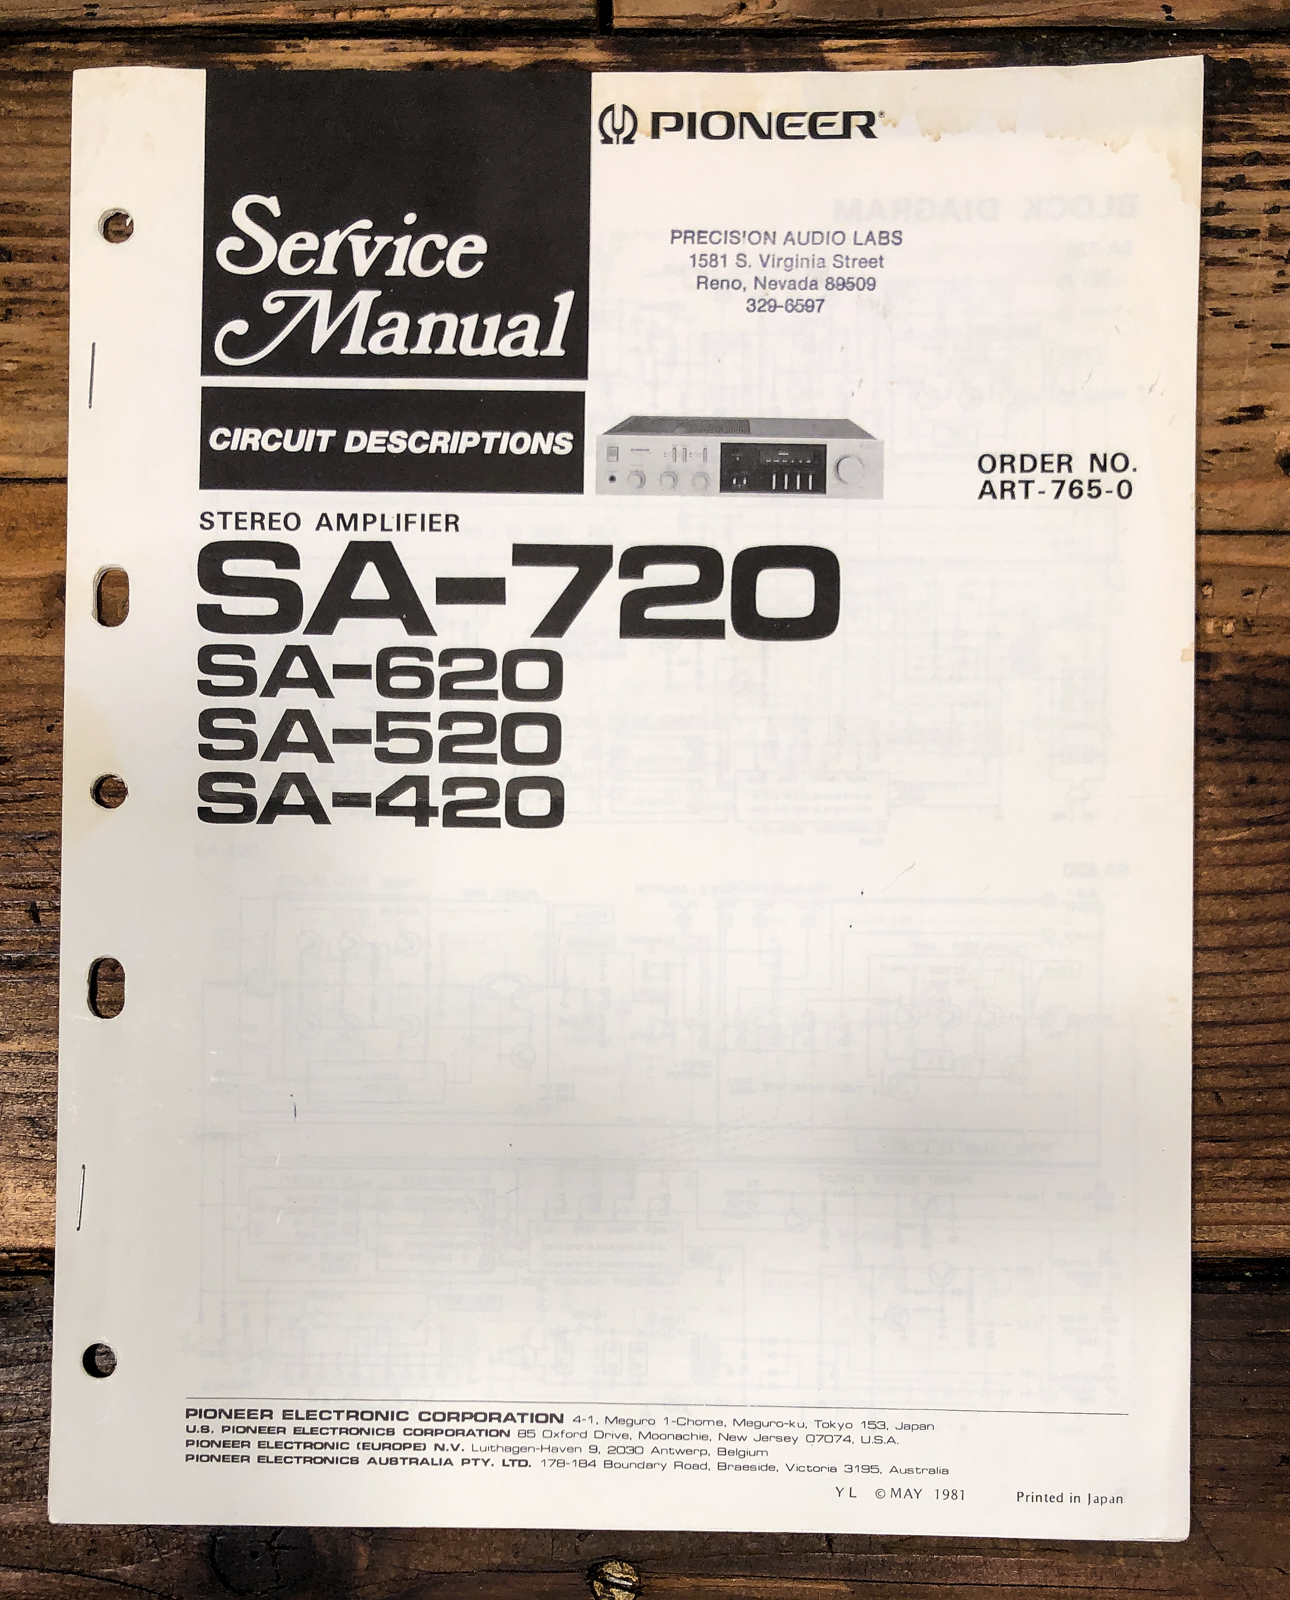 PIONEER®
Service
Manual
PRECISION AUDIO LABS
1581 S. Virginia Street
Reno, Nevada 89509
329-6597
CIRCUIT DESCRIPTIONS
ORDER NO.
ART-765-0
STEREO AMPLIFIER
SA-720
SA-620
SA-520
SA-420
PIONEER ELECTRONIC CORPORATION 4-1, Meguro 1-Chome, Meguro-ku, Tokyo 153, Japan
U.S. PIONEER ELECTRONICS CORPORATION 85 Oxford Drive, Moonachie, New Jersey 07074, U.S.A.
PIONEER ELECTRONIC (EUROPE) N.V. Luithagen-Haven 9, 2030 Antwerp, Belgium
PIONEER ELECTRONICS AUSTRALIA PTY. LTD. 178-184 Boundary Road, Braeside, Victoria 3195, Australia
YL © MAY 1981 Printed in Japan